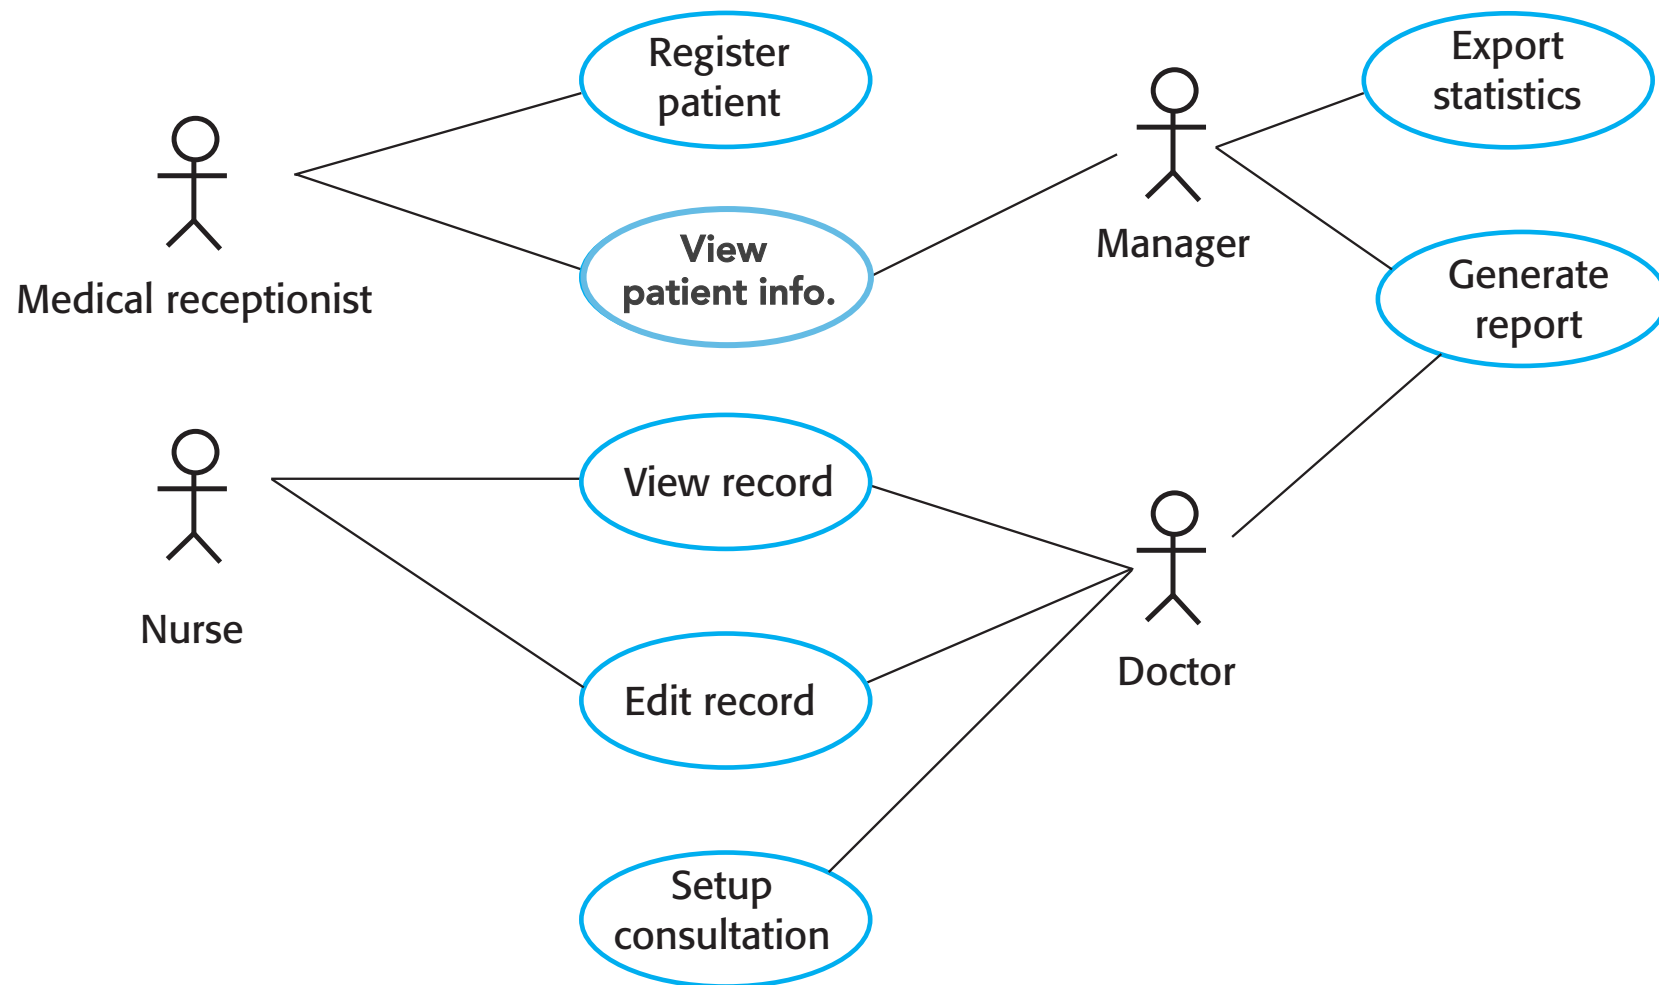 Register
patient
Export
statistics
View
patient info.
Manager
Medical receptionist
Generate
report
View record
Nurse
Edit record
Doctor
Setup
consultation